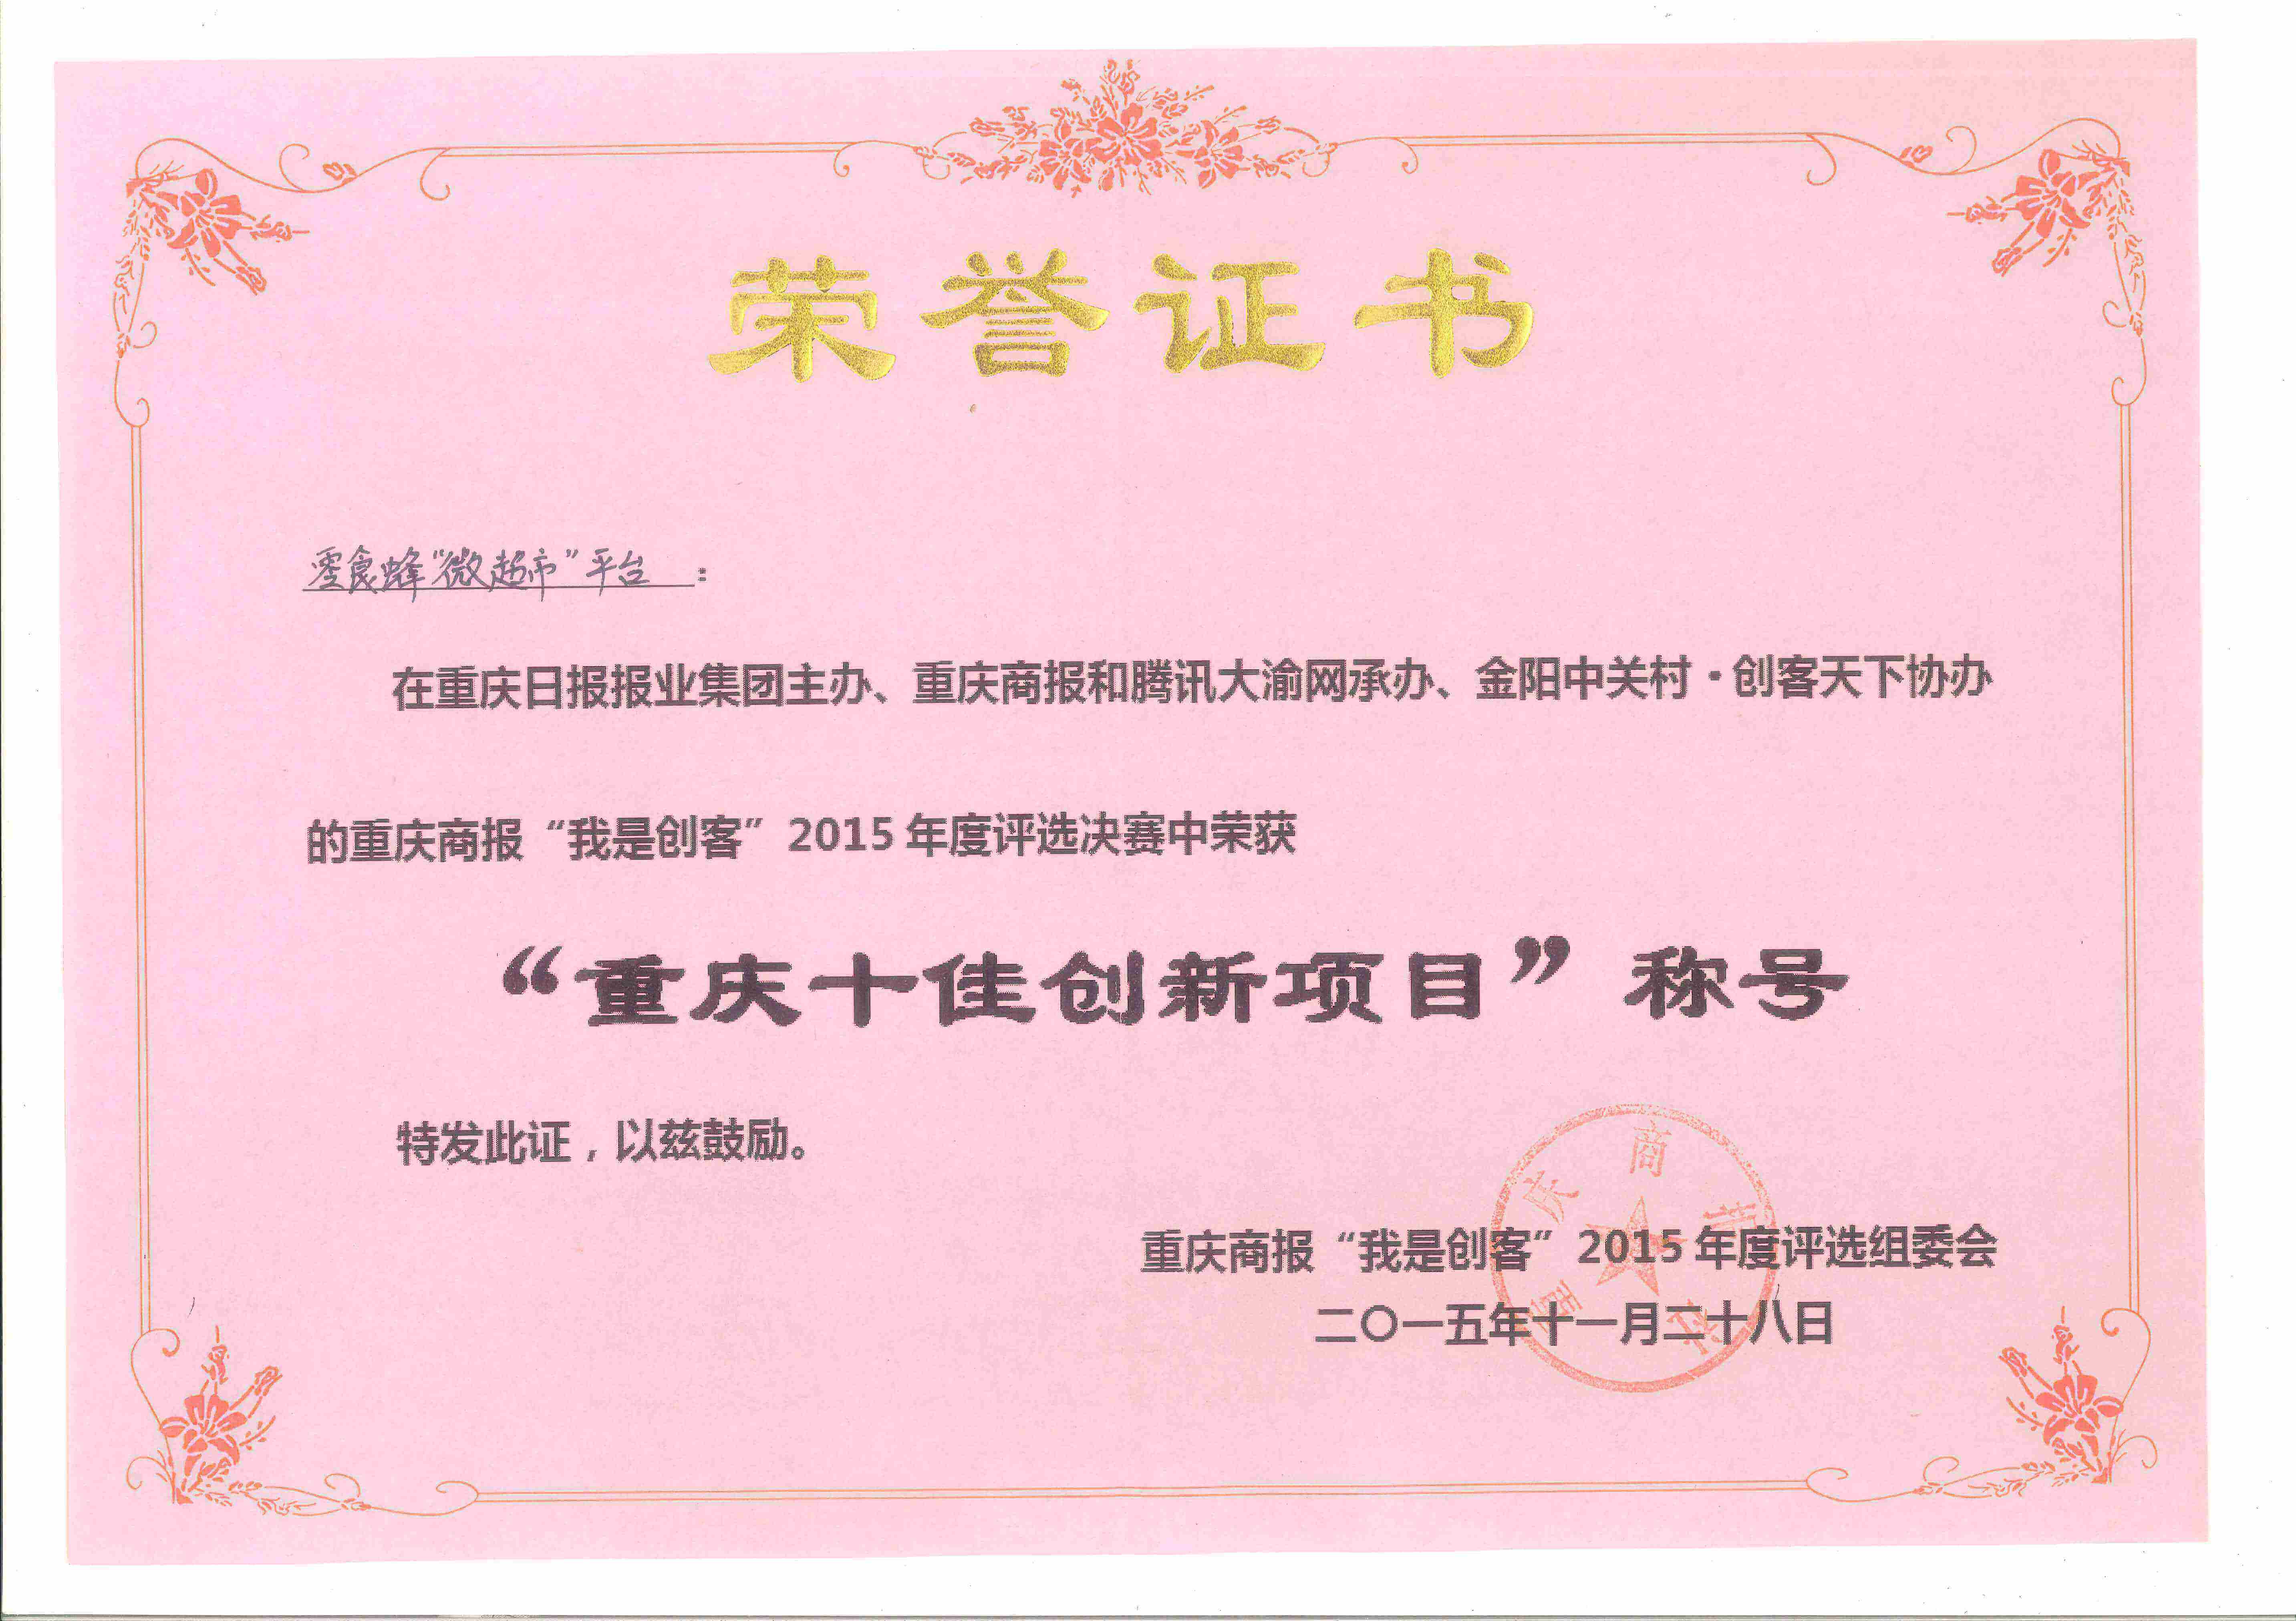 荣誉证书
零食蜂“微超市”平台：
在重庆日报报业集团主办、重庆商报和腾讯大渝网承办、金阳中关村·创客天下协办
的重庆商报“我是创客”2015年度评选决赛中荣获
“重庆十佳创新项目”称号
特发此证，以兹鼓励。
重庆商报社
重庆商报“我是创客”2015年度评选组委会
二〇一五年十一月二十八日